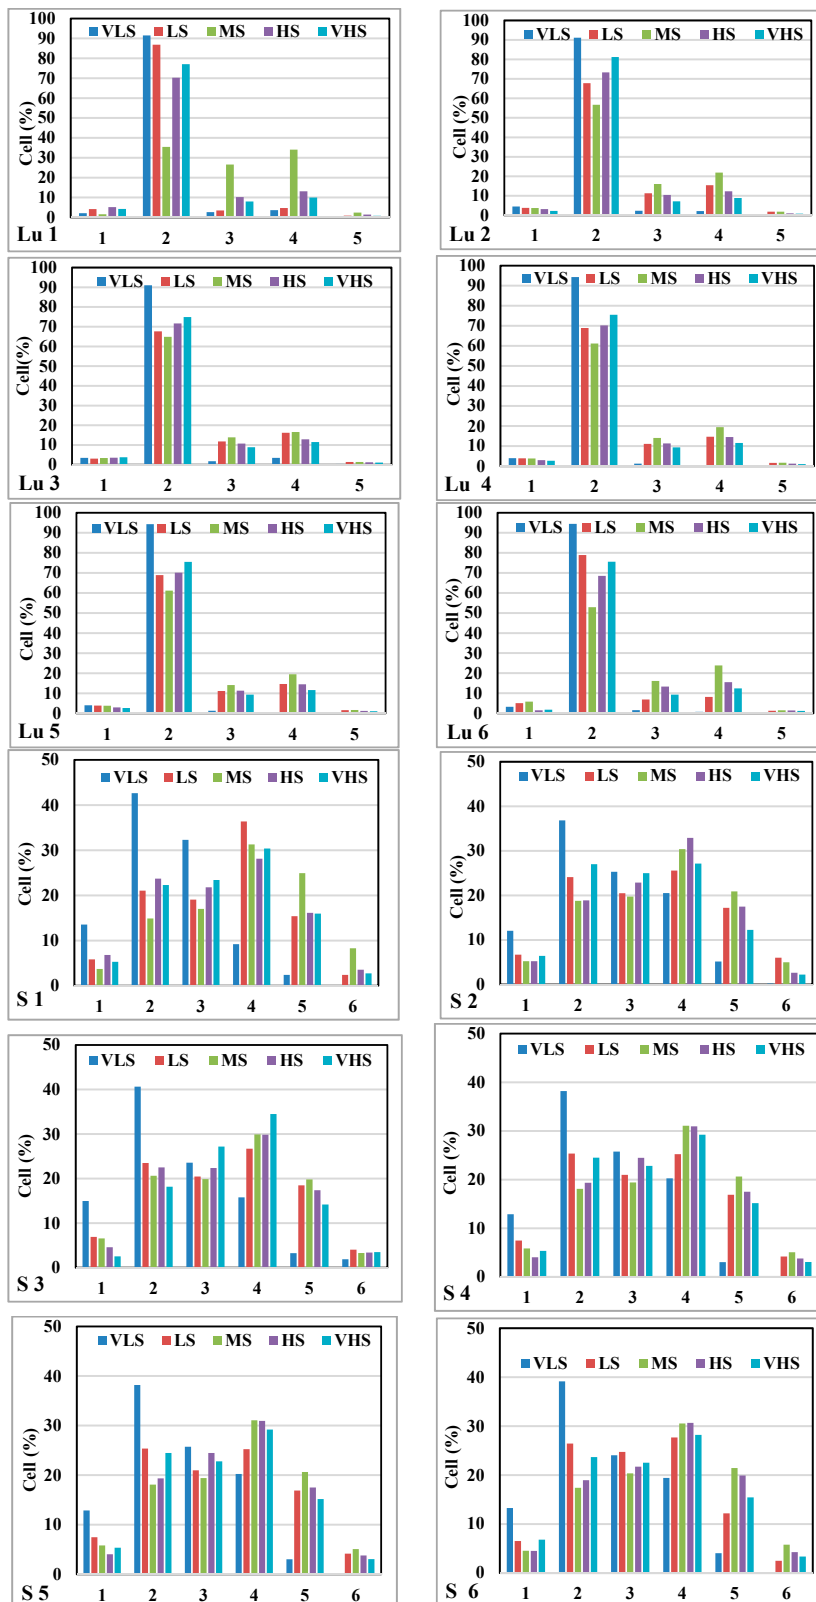 100 VLS LS MS HS VHS
90
80
70
60
50
40
30
20
10
0
Cell (%)
1 2 3 4 5
Lu 1
100 VLS LS MS HS VHS
90
80
70
60
50
40
30
20
10
0
Cell (%)
1 2 3 4 5
Lu 2
100
90 VLS LS MS HS VHS
80
70
60
50
40
30
20
10
0
Cell(%)
1 2 3 4 5
Lu 3
100
90 VLS LS MS HS VHS
80
70
60
50
40
30
20
10
0
Cell (%)
1 2 3 4 5
Lu 4
100
90 VLS LS MS HS VHS
80
70
60
50
40
30
20
10
0
Cell (%)
1 2 3 4 5
Lu 5
100
90 VLS LS MS HS VHS
80
70
60
50
40
30
20
10
0
Cell (%)
1 2 3 4 5
Lu 6
50
VLS LS MS HS VHS
40
30
20
10
0
Cell (%)
1 2 3 4 5 6
S 1
50
VLS LS MS HS VHS
40
30
20
10
0
Cell (%)
1 2 3 4 5 6
S 2
50
VLS LS MS HS VHS
40
30
20
10
0
Cell (%)
1 2 3 4 5 6
S 3
50
VLS LS MS HS VHS
40
30
20
10
0
Cell (%)
1 2 3 4 5 6
S 4
50
VLS LS MS HS VHS
40
30
20
10
0
Cell (%)
1 2 3 4 5 6
S 5
50
VLS LS MS HS VHS
40
30
20
10
0
Cell (%)
1 2 3 4 5 6
S 6